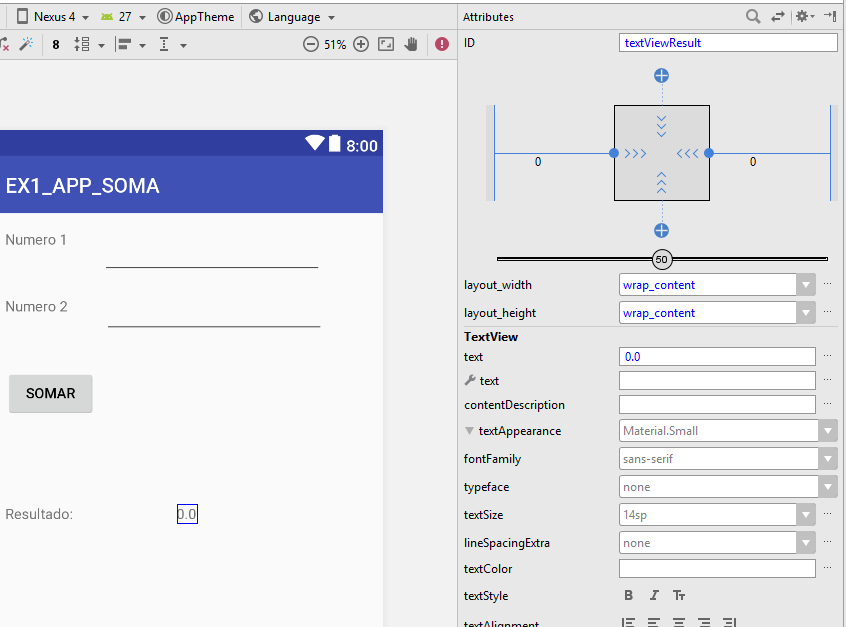 Nexus 4 27 AppTheme Language
8 51%
8:00
EX1_APP_SOMA
Numero 1
Numero 2
SOMAR
Resultado: 0.0
Attributes
ID textViewResult
0 0
50
layout_width wrap_content
layout_height wrap_content
TextView
text 0.0
text
contentDescription
textAppearance Material.Small
fontFamily sans-serif
typeface none
textSize 14sp
lineSpacingExtra none
textColor
textStyle B I Tt
textAlignment